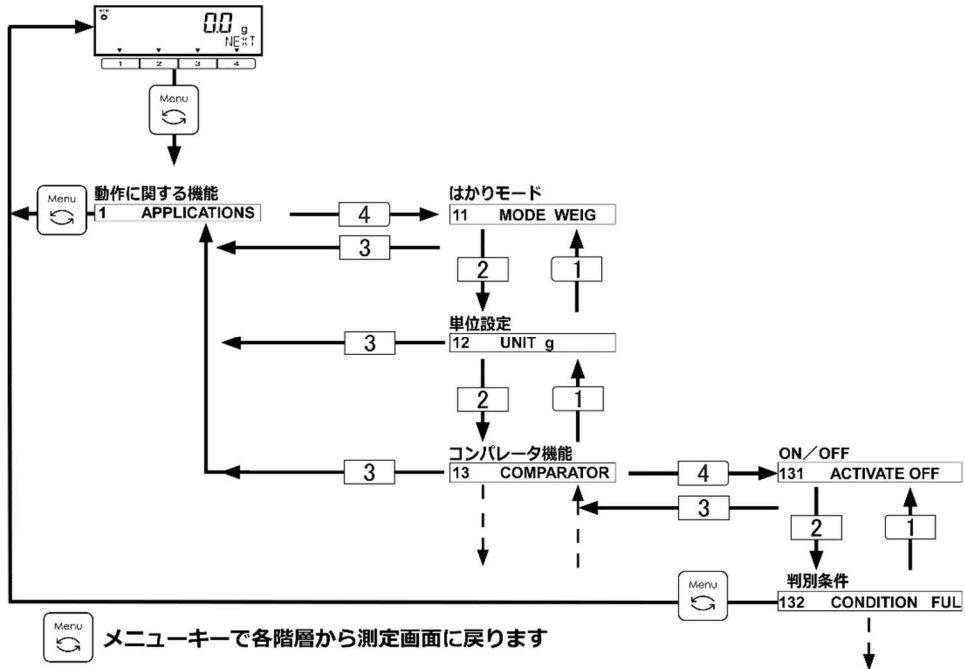 0.0 g
NEXT
1 2 3 4
Menu
動作に関する機能
Menu
1 APPLICATIONS
4
はかりモード
11 MODE WEIG
3
2
1
単位設定
3
12 UNIT g
2
1
コンパレータ機能
3
13 COMPARATOR
4
ON／OFF
131 ACTIVATE OFF
3
2
1
判別条件
Menu
132 CONDITION FUL
Menu
メニューキーで各階層から測定画面に戻ります